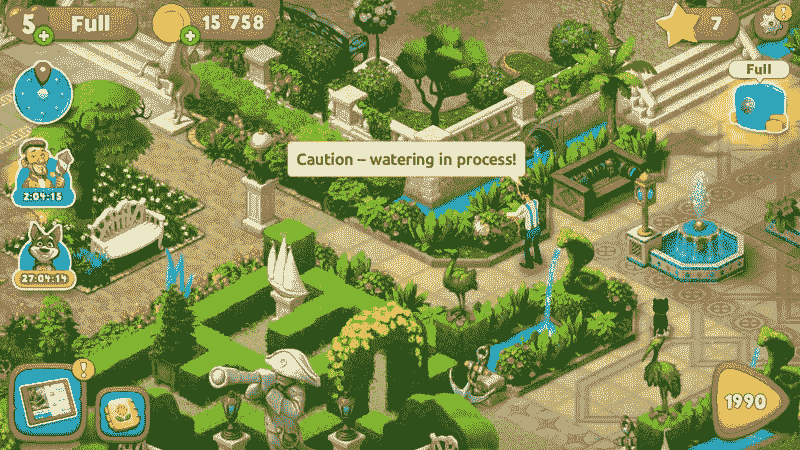 5
Full
15 758
7
Full
Caution – watering in process!
2:04:15
27:04:14
1990